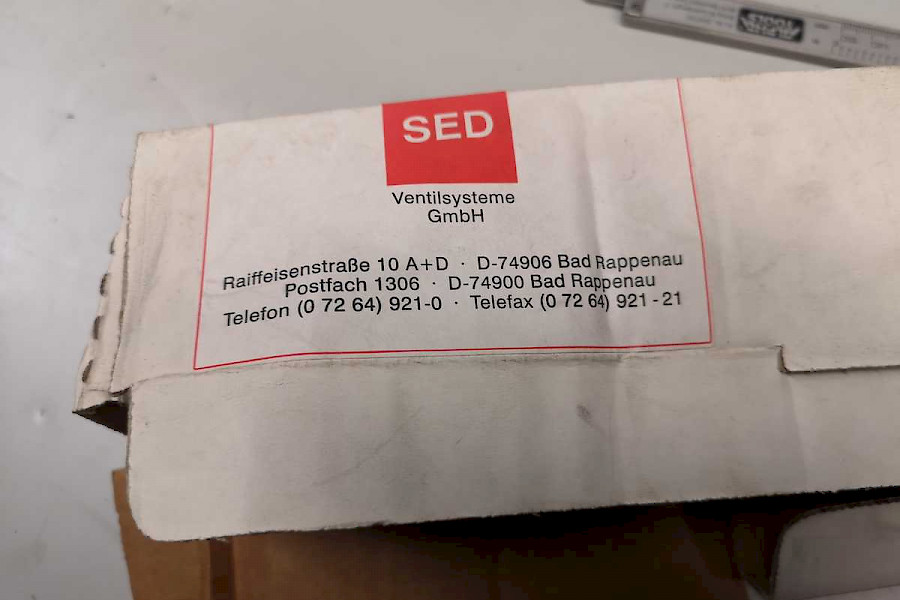 SED
Ventilsysteme
GmbH
Raiffeisenstraße 10 A+D · D-74906 Bad Rappenau
Postfach 1306 · D-74900 Bad Rappenau
Telefon (0 72 64) 921-0 · Telefax (0 72 64) 921 - 21